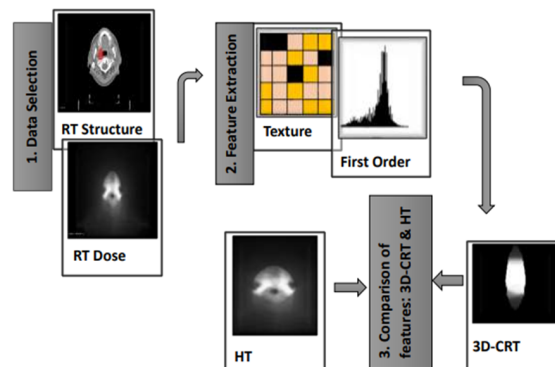 1. Data Selection
RT Structure
RT Dose
2. Feature Extraction
Texture
First Order
HT
3. Comparison of
features: 3D-CRT & HT
3D-CRT